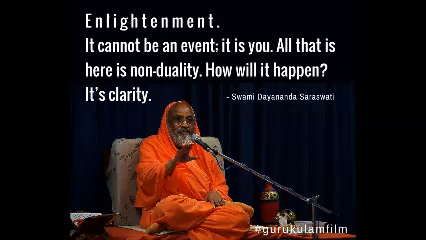 Enlightenment.
It cannot be an event; it is you. All that is
here is non-duality. How will it happen?
It's clarity.
- Swami Dayananda Saraswati
#gurukulamfilm